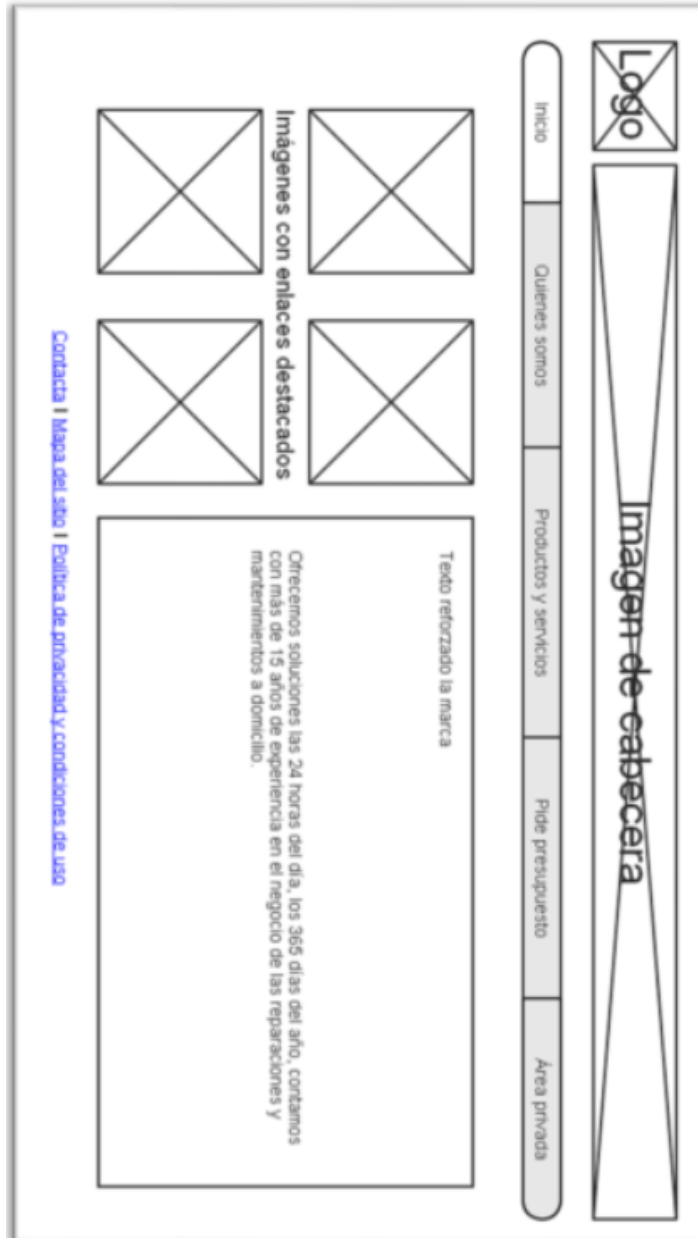 Logo
Imagen de cabecera
Inicio
Quienes somos
Productos y servicios
Pide presupuesto
Área privada
Imágenes con enlaces destacados
Texto reforzado la marca
Ofrecemos soluciones las 24 horas del día, los 365 días del año, contamos
con más de 15 años de experiencia en el negocio de las reparaciones y
mantenimientos a domicilio.
Contacta I Mapa del sitio I Política de privacidad y condiciones de uso